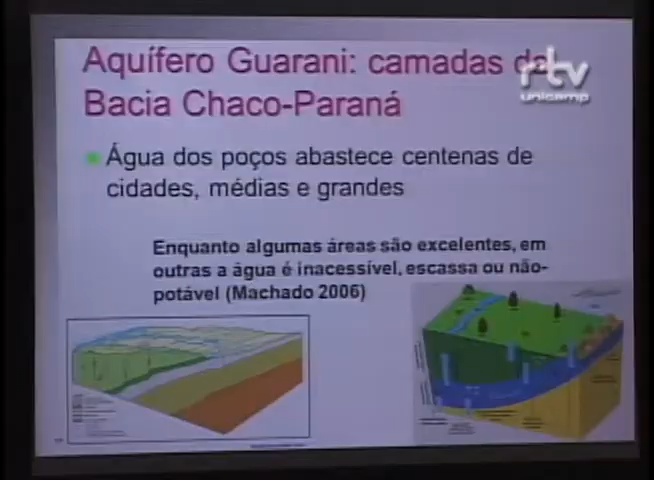 Aquífero Guarani: camadas da
rtv
unicamp
Bacia Chaco-Paraná
Água dos poços abastece centenas de
cidades, médias e grandes
Enquanto algumas áreas são excelentes, em
outras a água é inacessível, escassa ou não-
potável (Machado 2006)